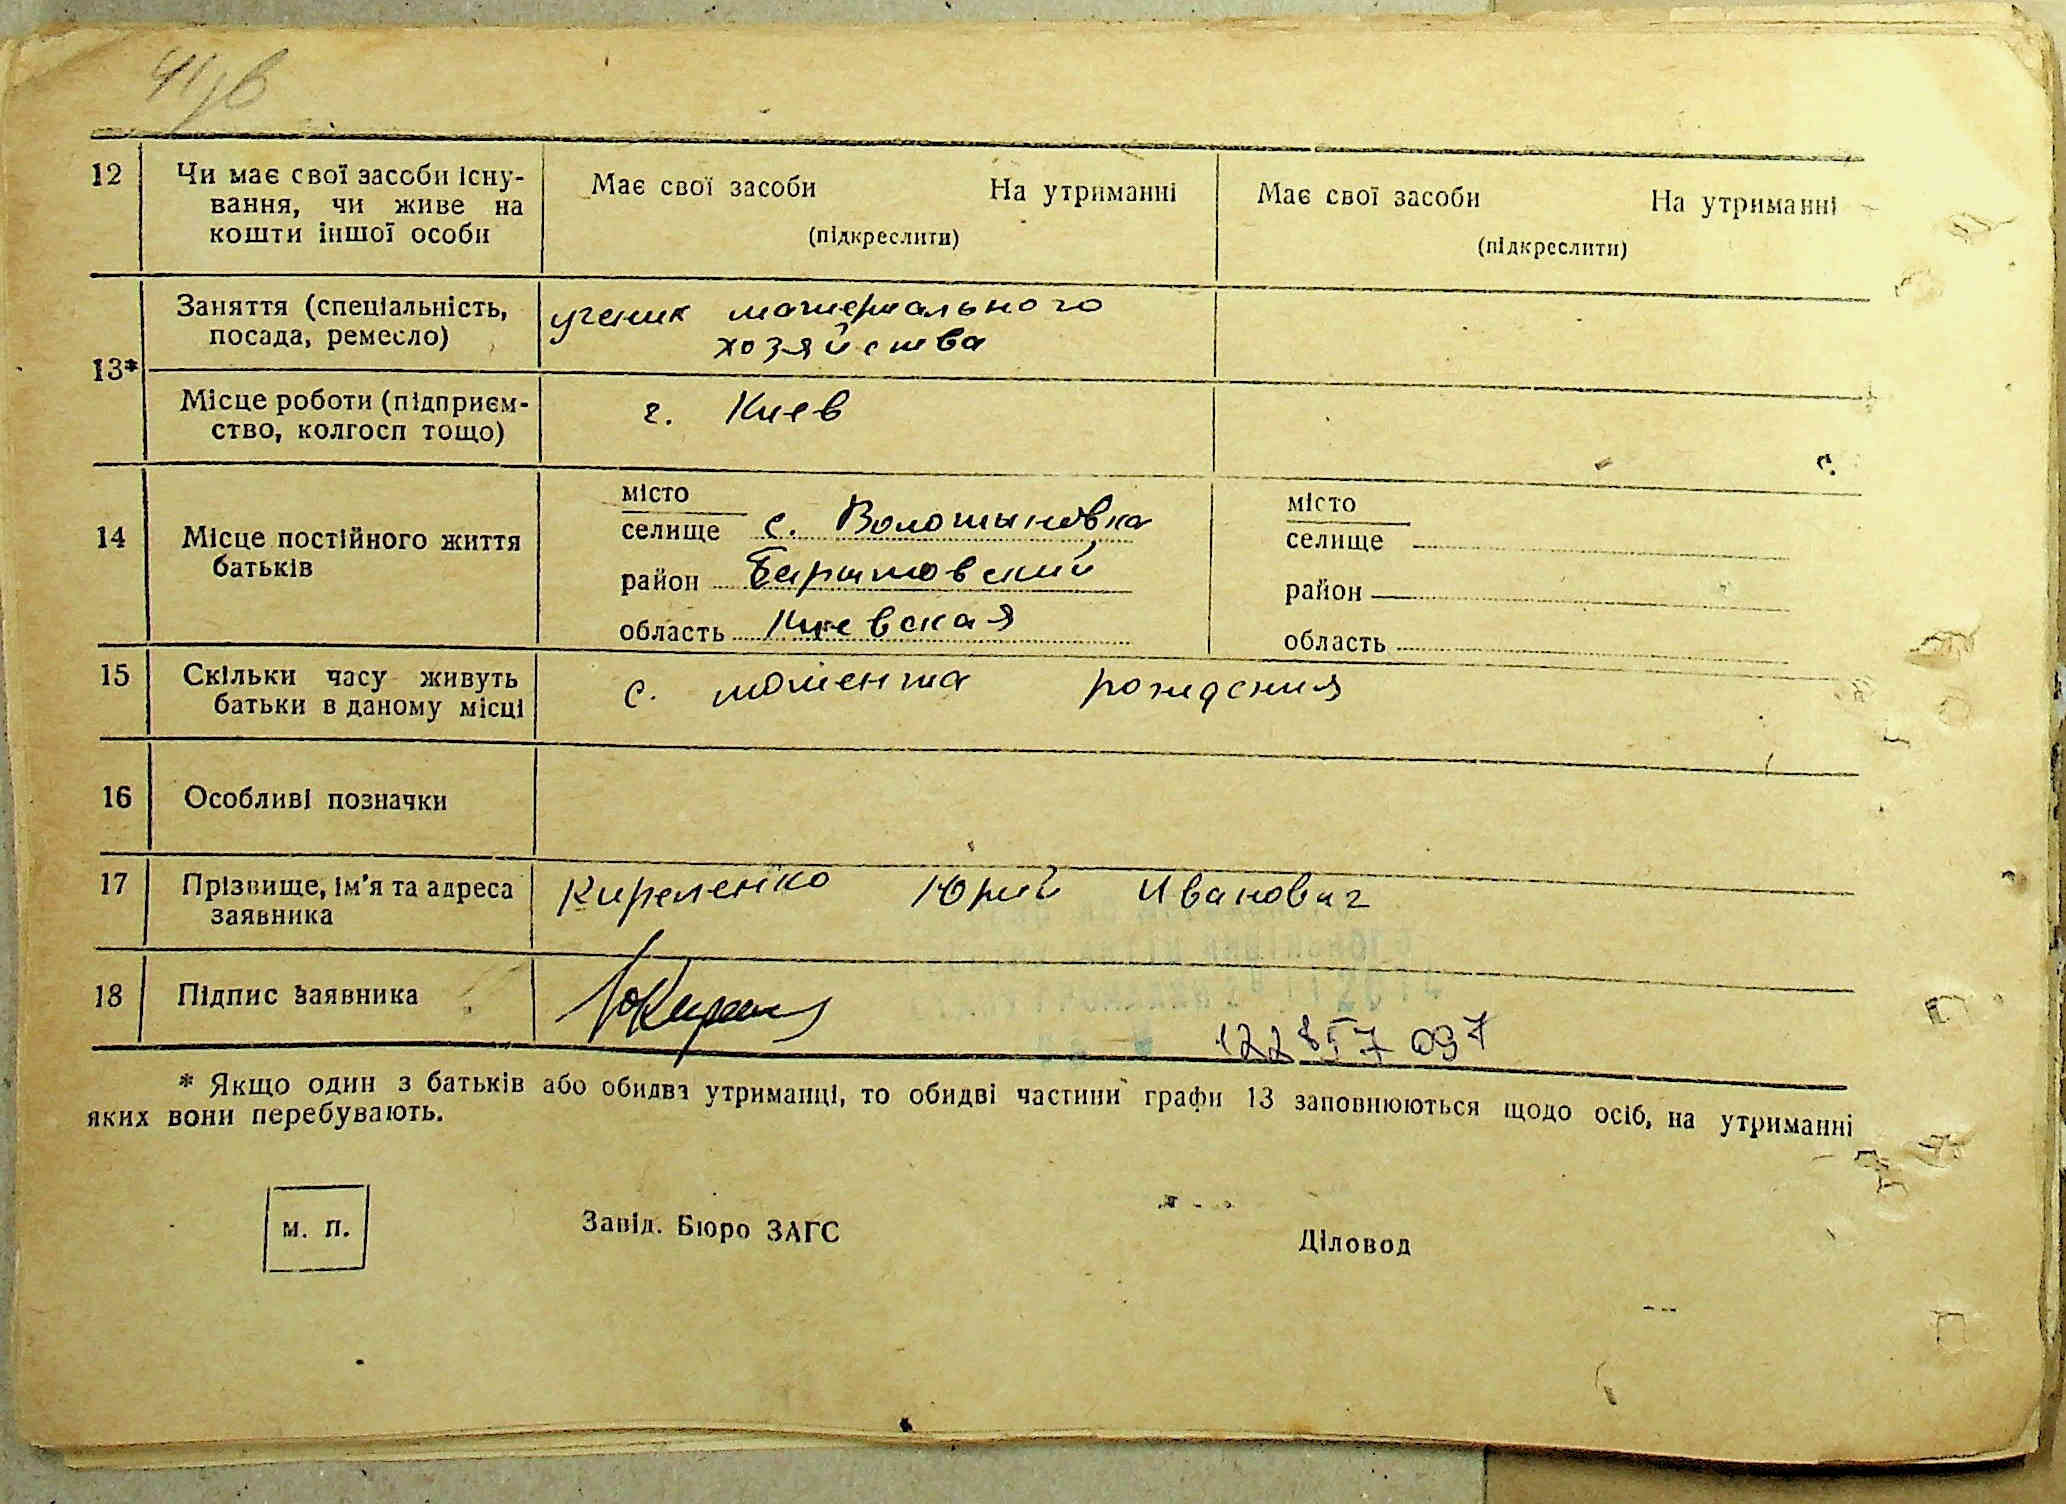 12
Чи має свої засоби існу-
вання, чи живе на
кошти іншої особи
Має свої засоби На утриманні
(підкреслити)
Має свої засоби На утриманні
(підкреслити)
13*
Заняття (спеціальність,
посада, ремесло)
ученик материального
хозяйства
Місце роботи (підприєм-
ство, колгосп тощо)
г. Киев
14
Місце постійного життя
батьків
місто
селище с. Волошиновка
район Баришовский
область Киевская
місто
селище
район
область
15
Скільки часу живуть
батьки в даному місці
с. момента рождения
16
Особливі позначки
17
Прізвище, ім'я та адреса
заявника
Киреленко Юрий Иванович
18
Підпис заявника
122857097
* Якщо один з батьків або обидва утриманці, то обидві частини графи 13 заповнюються щодо осіб, на утриманні
яких вони перебувають.
м. п.
Завід. Бюро ЗАГС
Діловод